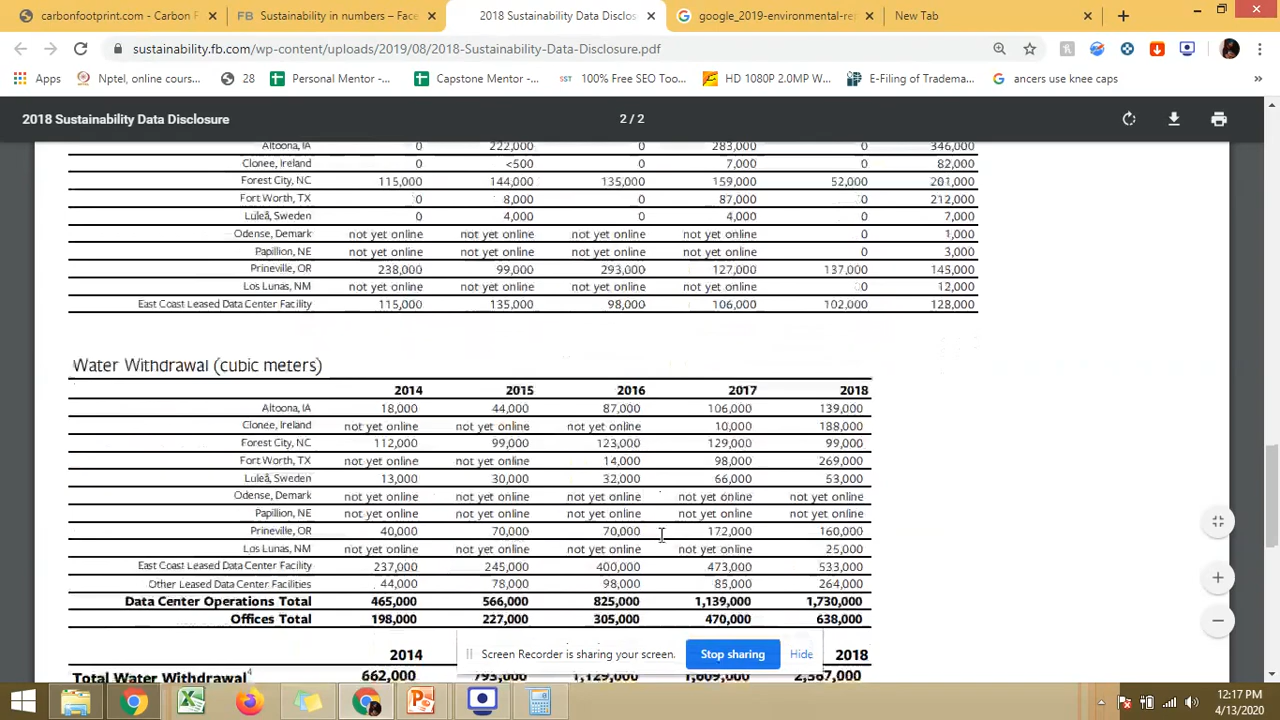 carbonfootprint.com - Carbon F
FB Sustainability in numbers – Face
2018 Sustainability Data Disclos
google_2019-environmental-re
New Tab
sustainability.fb.com/wp-content/uploads/2019/08/2018-Sustainability-Data-Disclosure.pdf
Apps Nptel, online cours... 28 Personal Mentor -... Capstone Mentor -... SST 100% Free SEO Too... HD 1080P 2.0MP W... E-Filing of Tradema... ancers use knee caps
2018 Sustainability Data Disclosure 2 / 2
Altoona, IA 0 222,000 0 283,000 0 346,000
Clonee, Ireland 0 <500 0 7,000 0 82,000
Forest City, NC 115,000 144,000 135,000 159,000 52,000 201,000
Fort Worth, TX 0 8,000 0 87,000 0 212,000
Luleå, Sweden 0 4,000 0 4,000 0 7,000
Odense, Demark not yet online not yet online not yet online not yet online 0 1,000
Papillion, NE not yet online not yet online not yet online not yet online 0 3,000
Prineville, OR 238,000 99,000 293,000 127,000 137,000 145,000
Los Lunas, NM not yet online not yet online not yet online not yet online 0 12,000
East Coast Leased Data Center Facility 115,000 135,000 98,000 106,000 102,000 128,000
Water Withdrawal (cubic meters)
2014 2015 2016 2017 2018
Altoona, IA 18,000 44,000 87,000 106,000 139,000
Clonee, Ireland not yet online not yet online not yet online 10,000 188,000
Forest City, NC 112,000 99,000 123,000 129,000 99,000
Fort Worth, TX not yet online not yet online 14,000 98,000 269,000
Luleå, Sweden 13,000 30,000 32,000 66,000 53,000
Odense, Demark not yet online not yet online not yet online not yet online not yet online
Papillion, NE not yet online not yet online not yet online not yet online not yet online
Prineville, OR 40,000 70,000 70,000 172,000 160,000
Los Lunas, NM not yet online not yet online not yet online not yet online 25,000
East Coast Leased Data Center Facility 237,000 245,000 400,000 473,000 533,000
Other Leased Data Center Facilities 44,000 78,000 98,000 85,000 264,000
Data Center Operations Total 465,000 566,000 825,000 1,139,000 1,730,000
Offices Total 198,000 227,000 305,000 470,000 638,000
2014 2018
Screen Recorder is sharing your screen. Stop sharing Hide
Total Water Withdrawal⁴ 662,000 793,000 1,129,000 1,609,000 2,367,000
12:17 PM
4/13/2020